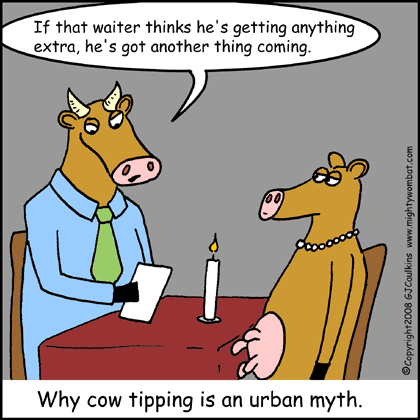 If that waiter thinks he's getting anything
extra, he's got another thing coming.
©Copyright2008 GJCaulkins www.mightywombat.com
Why cow tipping is an urban myth.